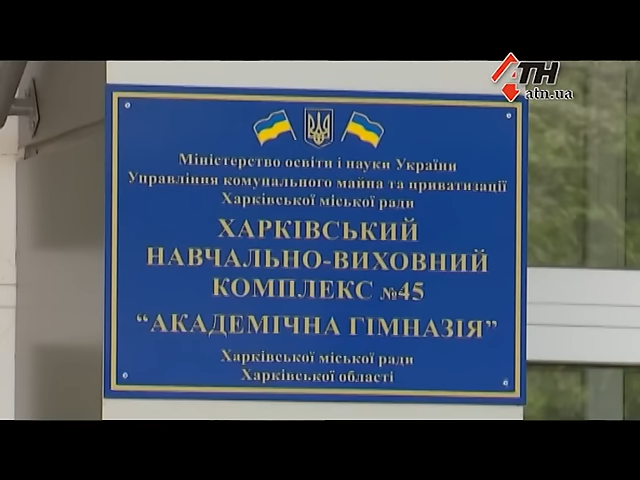 АТН
atn.ua
Міністерство освіти і науки України
Управління комунального майна та приватизації
Харківської міської ради
ХАРКІВСЬКИЙ
НАВЧАЛЬНО-ВИХОВНИЙ
КОМПЛЕКС №45
“АКАДЕМІЧНА ГІМНАЗІЯ”
Харківської міської ради
Харківської області